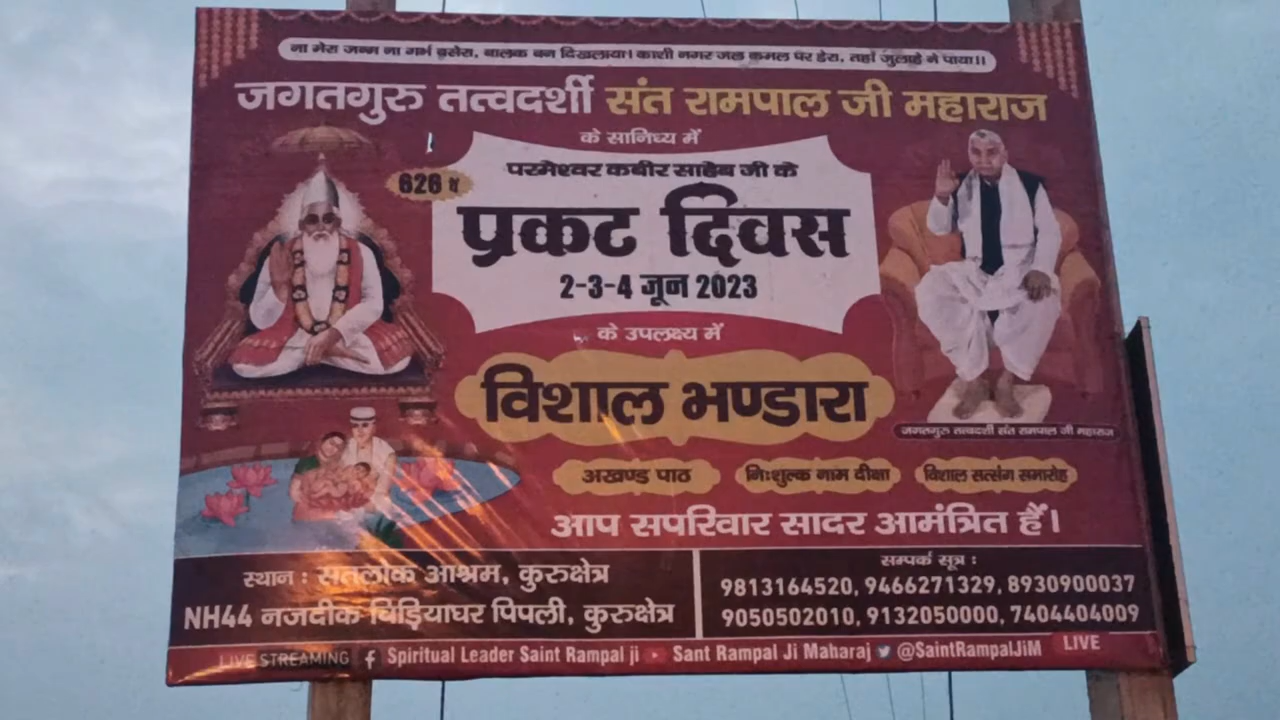 ना मेरा जन्म ना गर्भ बसेरा, बालक बन दिखलाया। काशी नगर जल कमल पर डेरा, तहाँ जुलाहे ने पाया।।
जगतगुरु तत्वदर्शी संत रामपाल जी महाराज
के सानिध्य में
626 वें
परमेश्वर कबीर साहेब जी के
प्रकट दिवस
2-3-4 जून 2023
के उपलक्ष्य में
विशाल भण्डारा
जगतगुरु तत्वदर्शी संत रामपाल जी महाराज
अखण्ड पाठ
निःशुल्क नाम दीक्षा
विशाल सत्संग समारोह
आप सपरिवार सादर आमंत्रित हैं।
स्थान : सतलोक आश्रम, कुरुक्षेत्र
NH44 नजदीक चिड़ियाघर पिपली, कुरुक्षेत्र
सम्पर्क सूत्र :
9813164520, 9466271329, 8930900037
9050502010, 9132050000, 7404404009
LIVE STREAMING Spiritual Leader Saint Rampal ji Sant Rampal Ji Maharaj @SaintRampalJiM LIVE